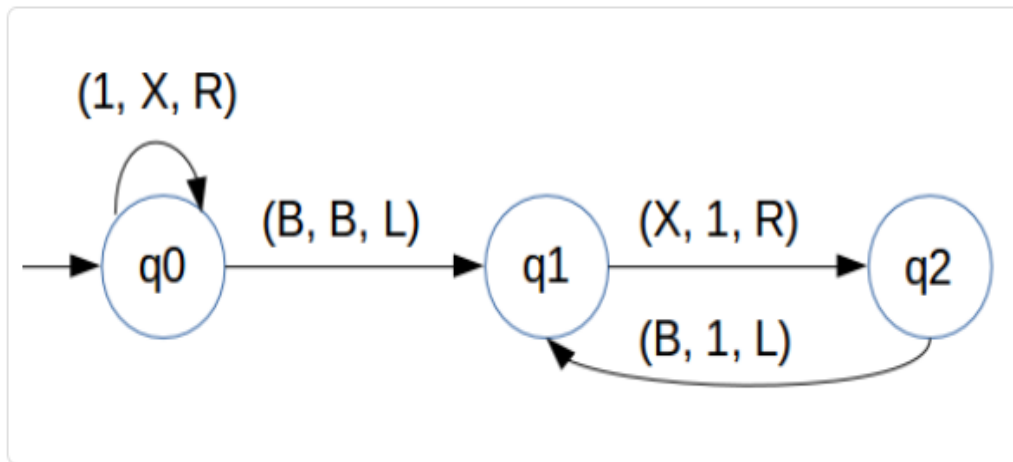 (1, X, R)
(B, B, L)
(X, 1, R)
q0
q1
q2
(B, 1, L)